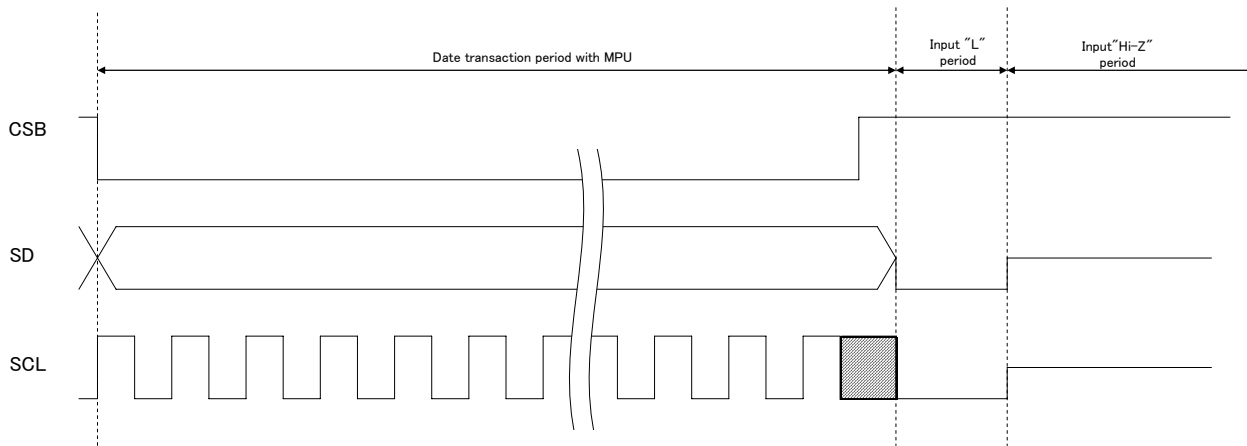 Date transaction period with MPU
Input "L"
period
Input"Hi-Z"
period
CSB
SD
SCL